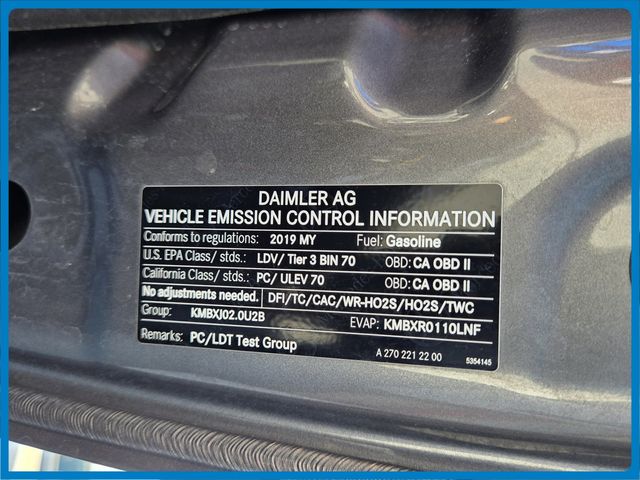 DAIMLER AG
VEHICLE EMISSION CONTROL INFORMATION
Conforms to regulations: 2019 MY Fuel: Gasoline
U.S. EPA Class/ stds.: LDV/ Tier 3 BIN 70 OBD: CA OBD II
California Class/ stds.: PC/ ULEV 70 OBD: CA OBD II
No adjustments needed. DFI/TC/CAC/WR-HO2S/HO2S/TWC
Group: KMBXJ02.0U2B EVAP: KMBXR0110LNF
Remarks: PC/LDT Test Group A 270 221 22 00 5354145